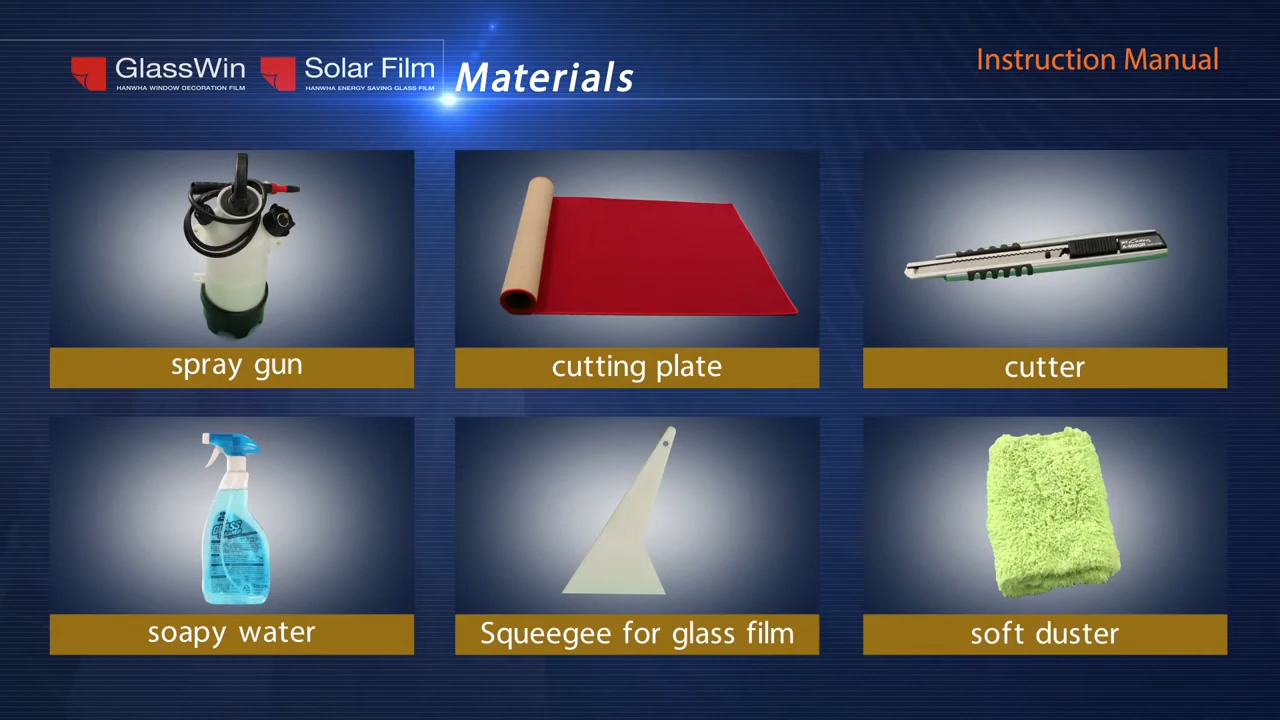 GlassWin
HANWHA WINDOW DECORATION FILM
Solar Film
HANWHA ENERGY SAVING GLASS FILM
Materials
Instruction Manual
spray gun
cutting plate
cutter
soapy water
Squeegee for glass film
soft duster